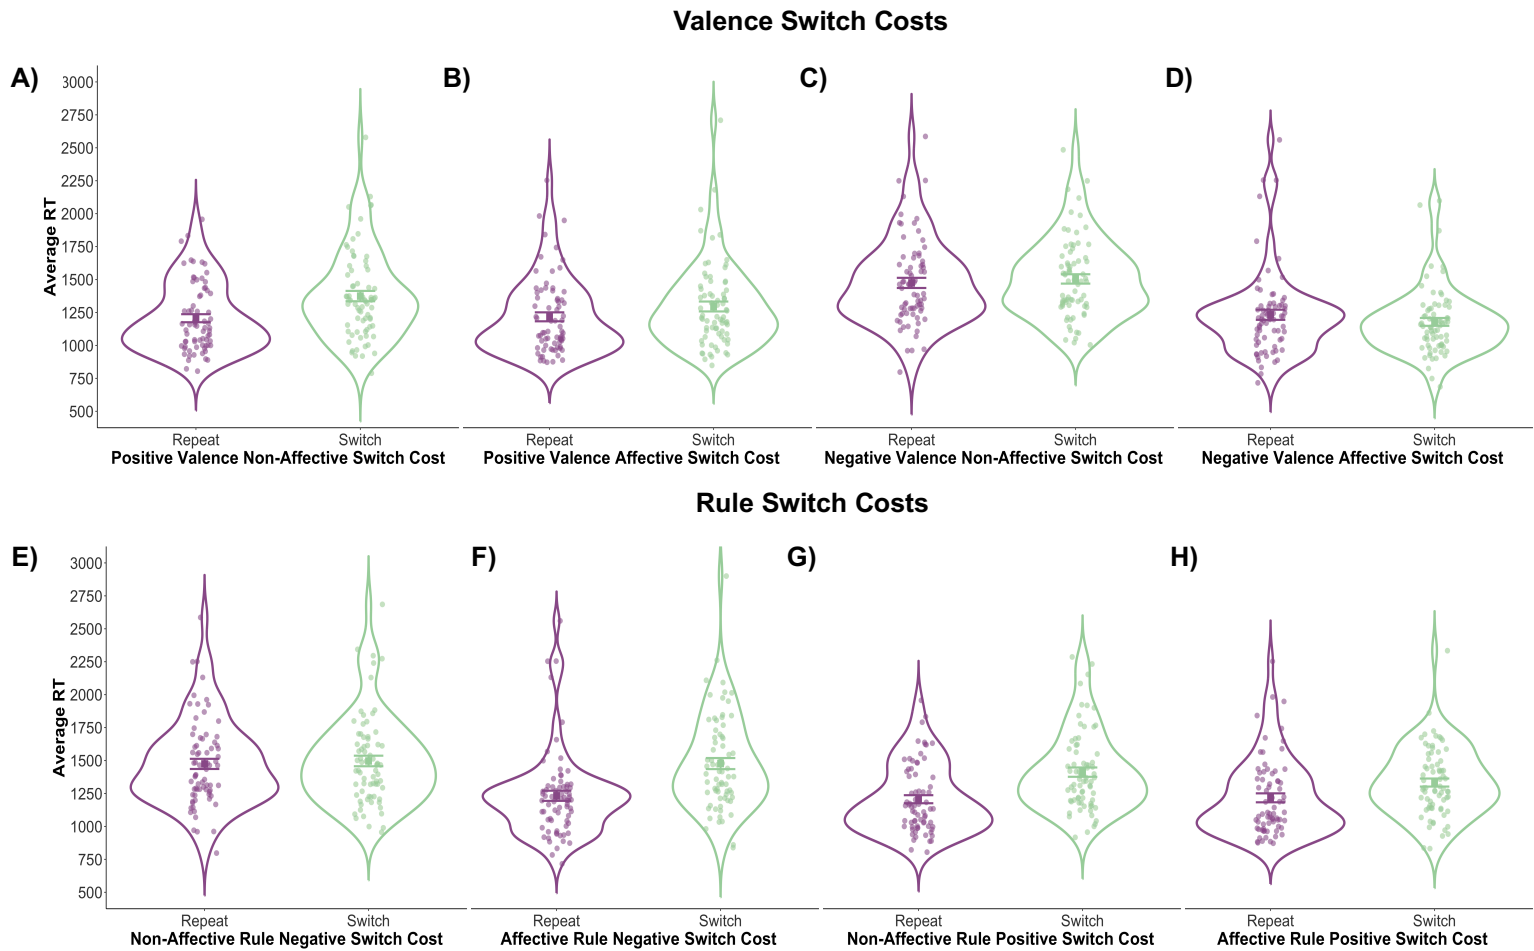 Valence Switch Costs
A)
B)
C)
D)
Average RT
3000
2750
2500
2250
2000
1750
1500
1250
1000
750
500
Repeat Switch
Positive Valence Non-Affective Switch Cost
Repeat Switch
Positive Valence Affective Switch Cost
Repeat Switch
Negative Valence Non-Affective Switch Cost
Repeat Switch
Negative Valence Affective Switch Cost
Rule Switch Costs
E)
F)
G)
H)
Average RT
3000
2750
2500
2250
2000
1750
1500
1250
1000
750
500
Repeat Switch
Non-Affective Rule Negative Switch Cost
Repeat Switch
Affective Rule Negative Switch Cost
Repeat Switch
Non-Affective Rule Positive Switch Cost
Repeat Switch
Affective Rule Positive Switch Cost